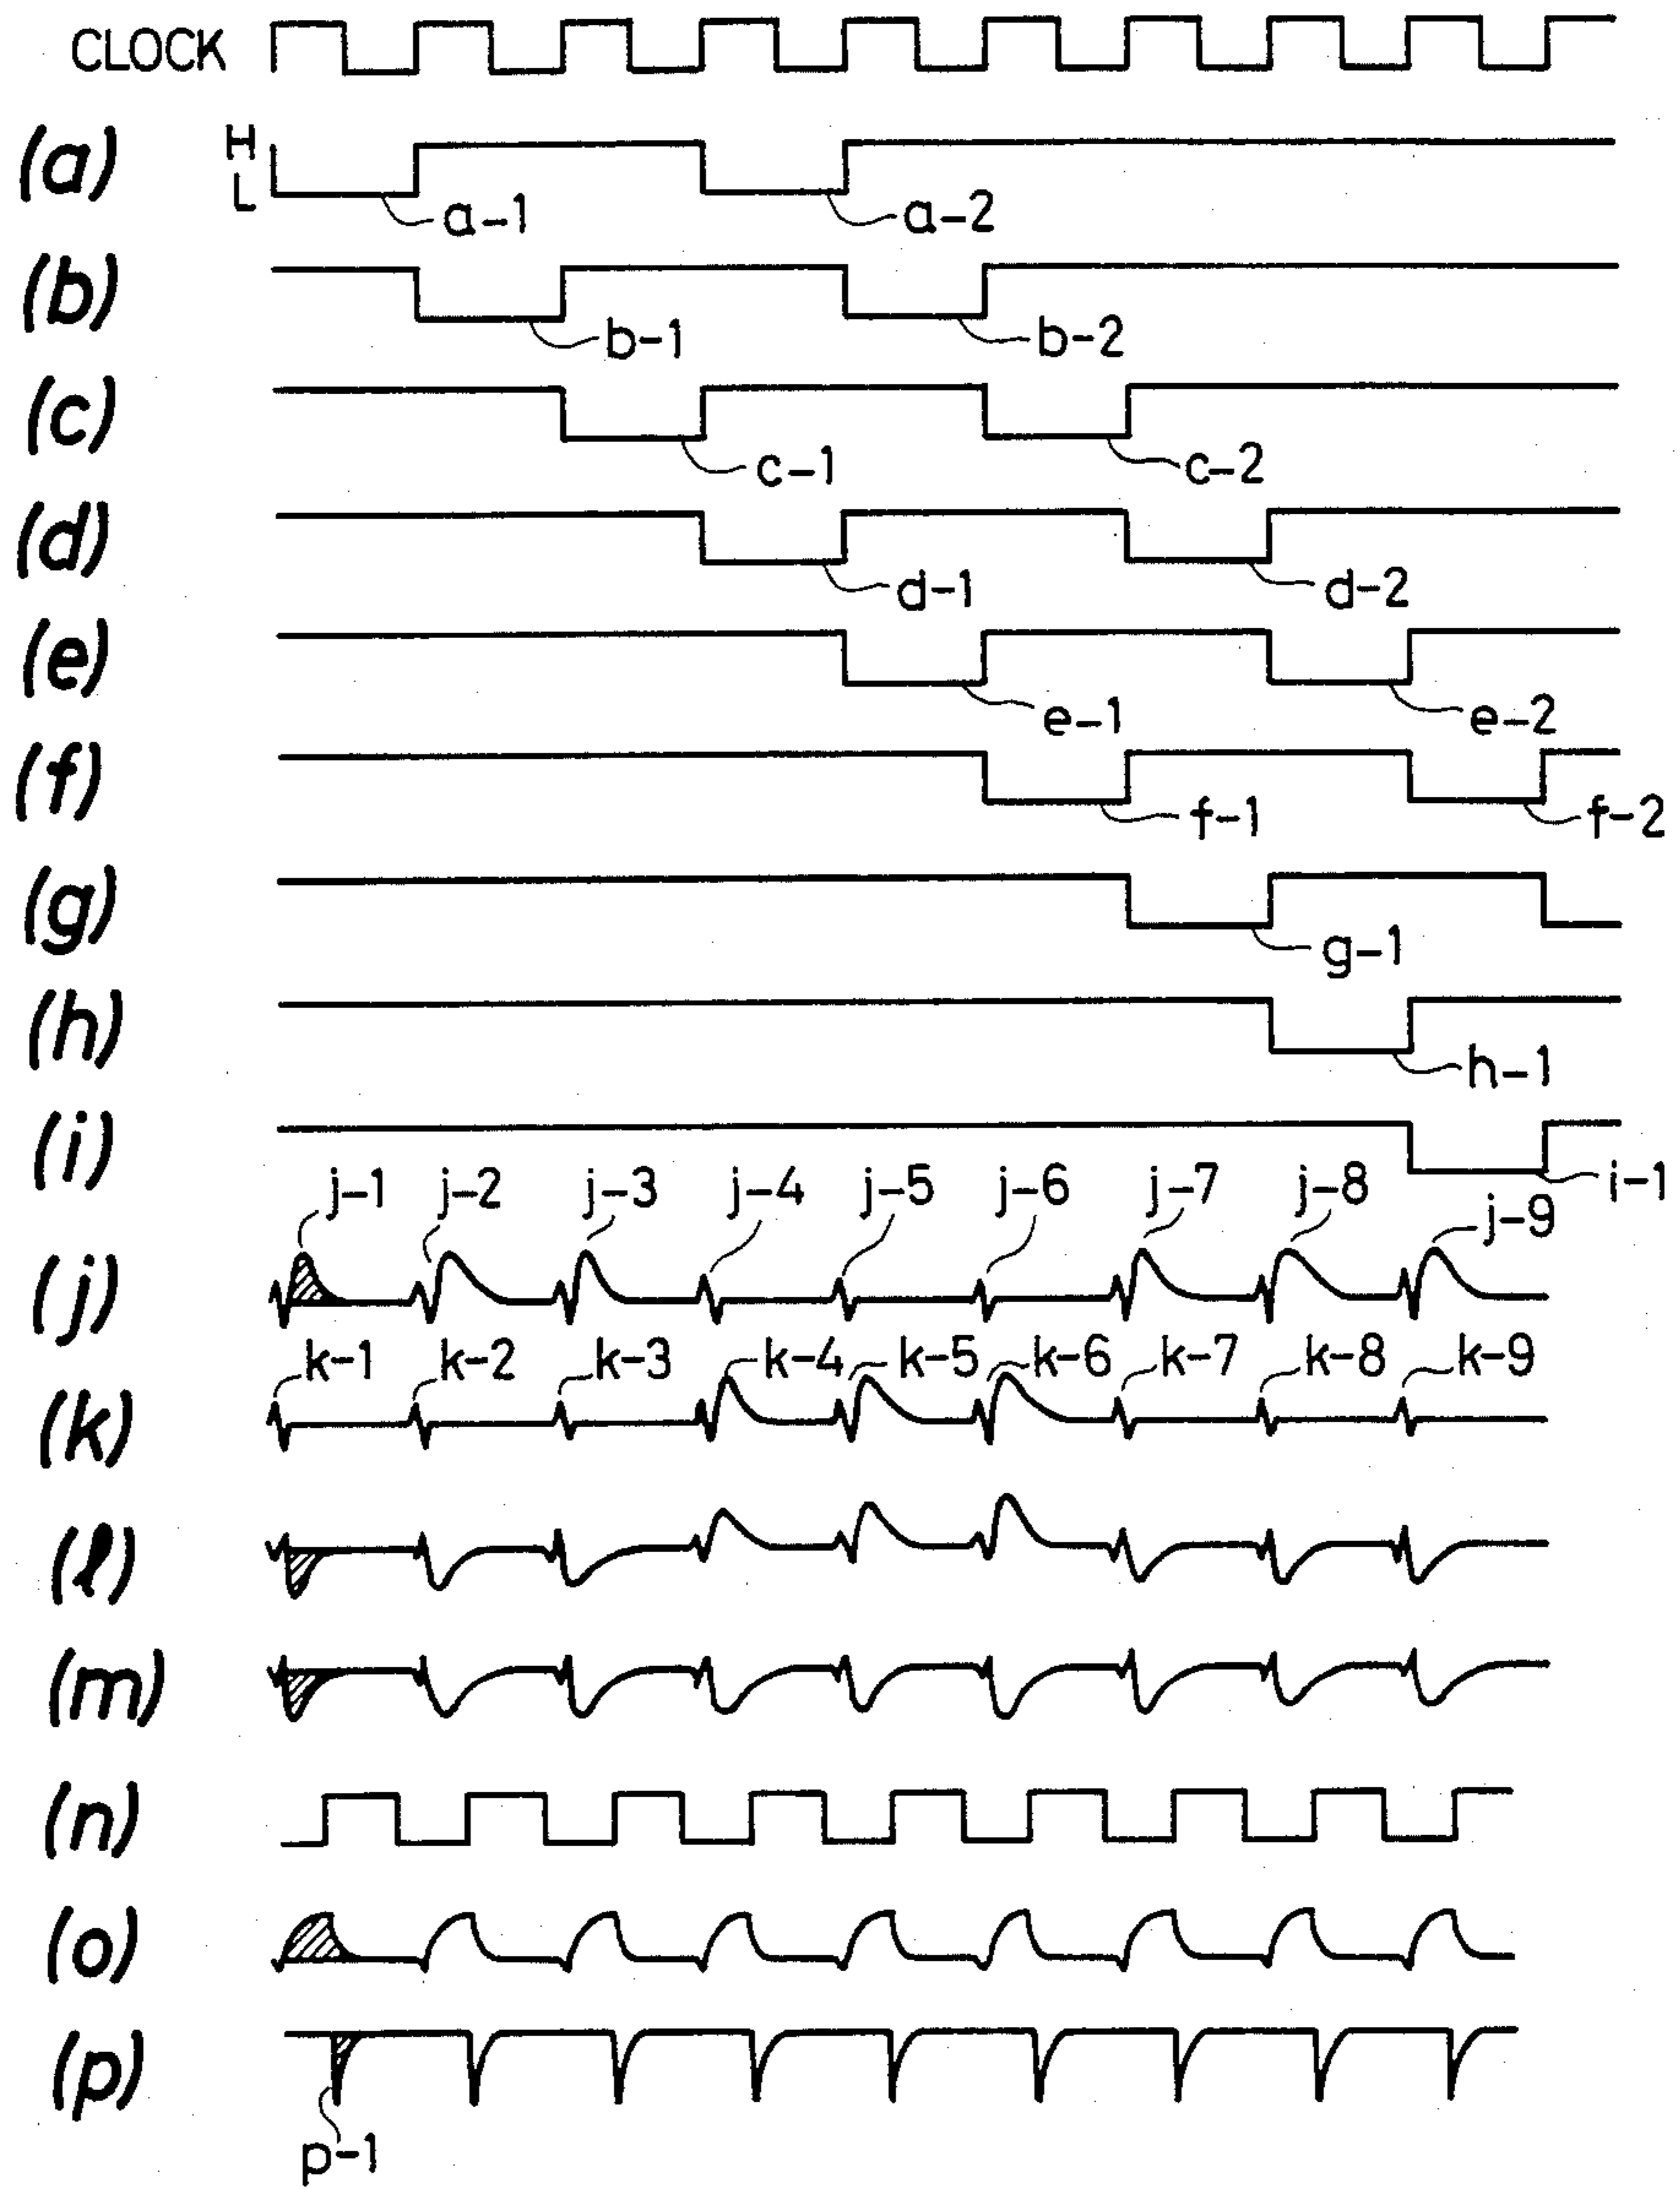 CLOCK
(a) H
L
a-1 a-2
(b)
b-1 b-2
(c)
c-1 c-2
(d)
d-1 d-2
(e)
e-1 e-2
(f)
f-1 f-2
(g)
g-1
(h)
h-1
(i)
i-1
j-1 j-2 j-3 j-4 j-5 j-6 j-7 j-8 j-9
(j)
k-1 k-2 k-3 k-4 k-5 k-6 k-7 k-8 k-9
(k)
(l)
(m)
(n)
(o)
(p)
p-1